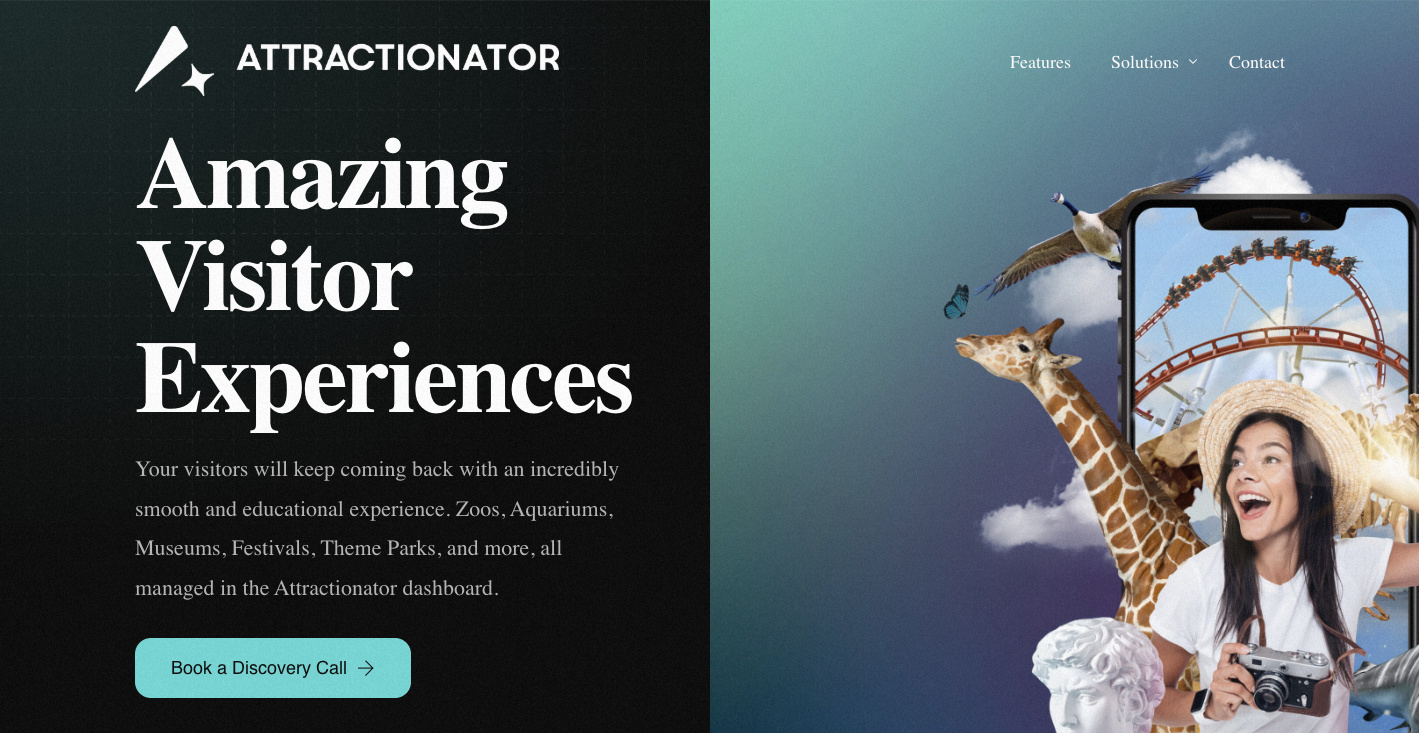 ATTRACTIONATOR
Features
Solutions
Contact
Amazing
Visitor
Experiences
Your visitors will keep coming back with an incredibly
smooth and educational experience. Zoos, Aquariums,
Museums, Festivals, Theme Parks, and more, all
managed in the Attractionator dashboard.
Book a Discovery Call